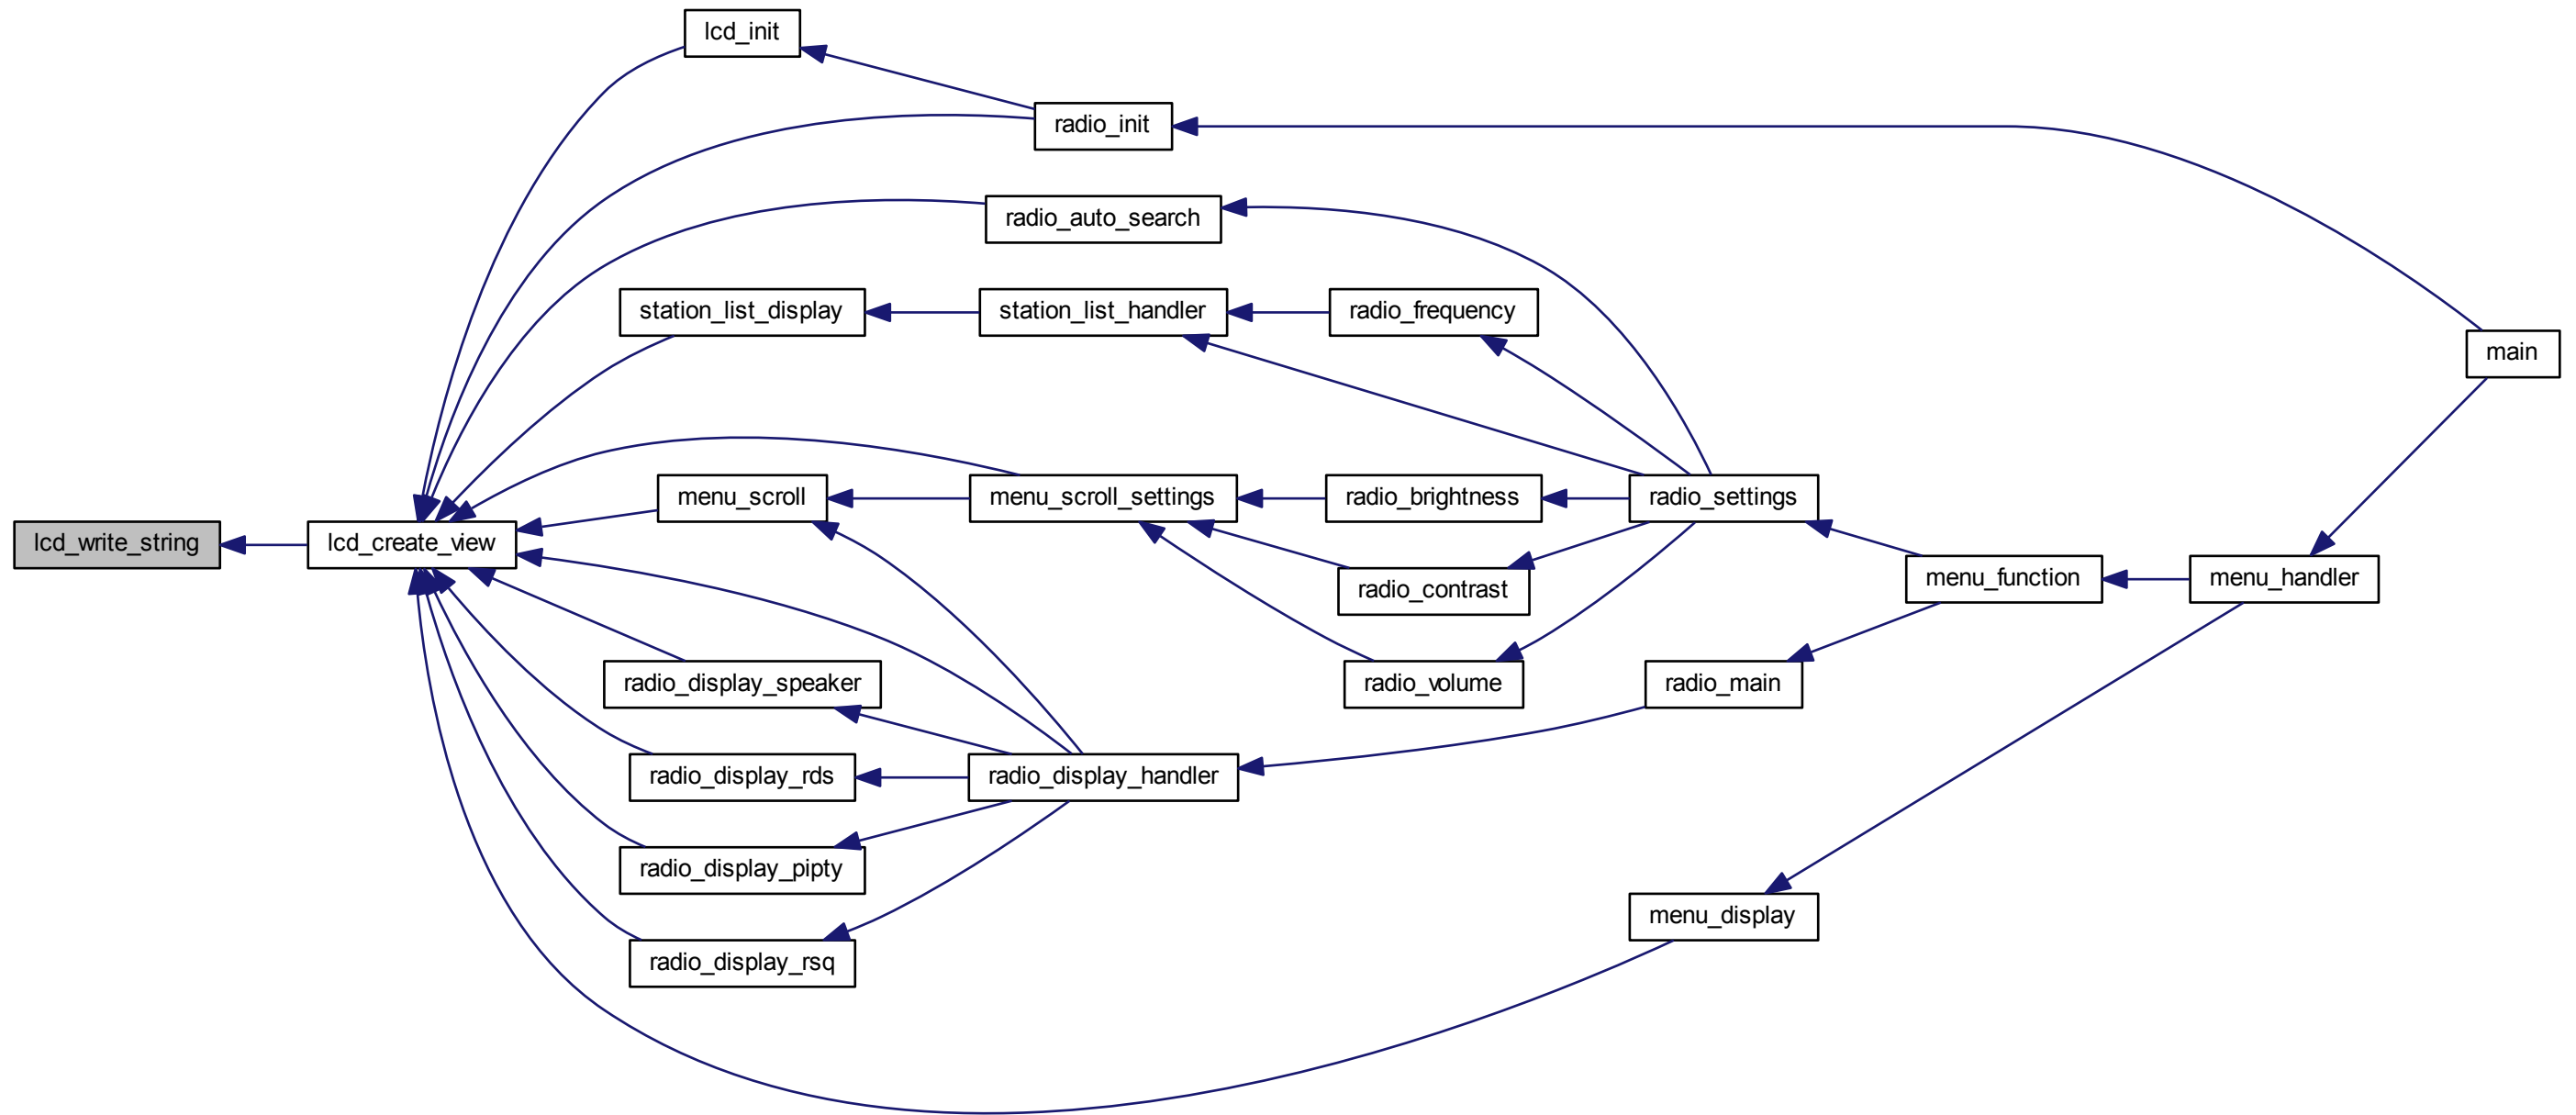 lcd_init
radio_init
radio_auto_search
station_list_display
station_list_handler
radio_frequency
main
menu_scroll
menu_scroll_settings
radio_brightness
radio_settings
lcd_write_string
lcd_create_view
radio_contrast
menu_function
menu_handler
radio_display_speaker
radio_volume
radio_main
radio_display_rds
radio_display_handler
radio_display_pipty
menu_display
radio_display_rsq